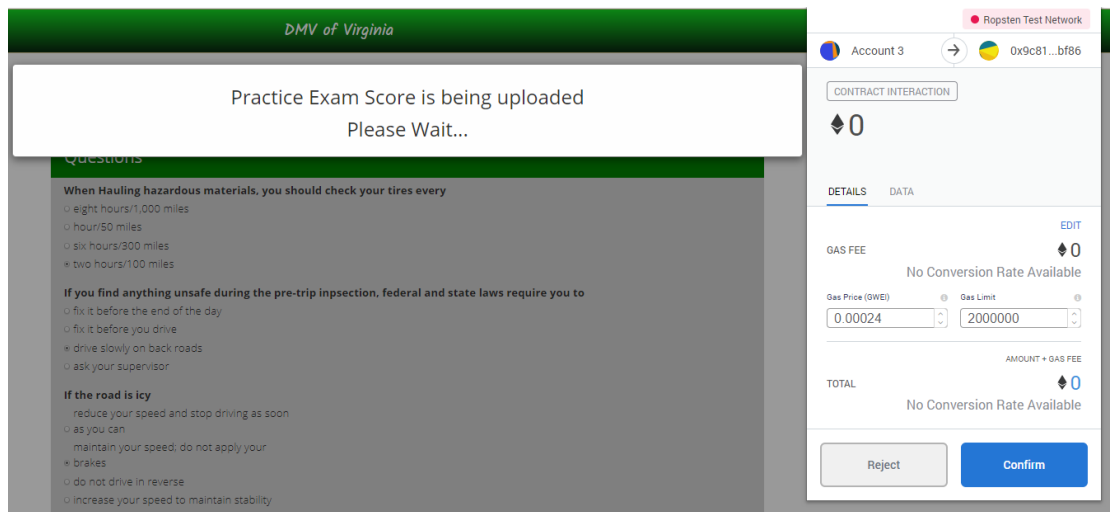 DMV of Virginia
Practice Exam Score is being uploaded
Please Wait...
Questions
When Hauling hazardous materials, you should check your tires every
eight hours/1,000 miles
hour/50 miles
six hours/300 miles
two hours/100 miles
If you find anything unsafe during the pre-trip inpsection, federal and state laws require you to
fix it before the end of the day
fix it before you drive
drive slowly on back roads
ask your supervisor
If the road is icy
reduce your speed and stop driving as soon
as you can
maintain your speed; do not apply your
brakes
do not drive in reverse
increase your speed to maintain stability
Ropsten Test Network
Account 3
0x9c81...bf86
CONTRACT INTERACTION
0
DETAILS DATA
EDIT
GAS FEE 0
No Conversion Rate Available
Gas Price (GWEI) Gas Limit
0.00024 2000000
AMOUNT + GAS FEE
TOTAL 0
No Conversion Rate Available
Reject Confirm